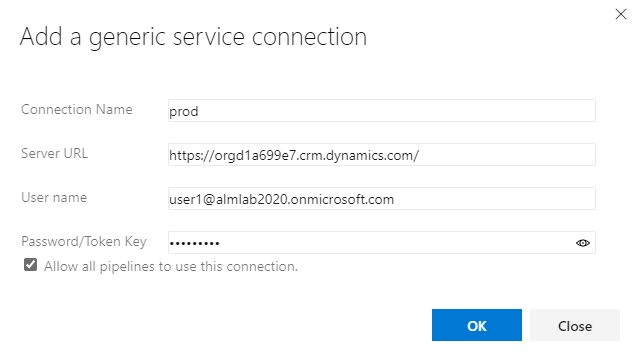 Add a generic service connection
Connection Name
prod
Server URL
https://orgd1a699e7.crm.dynamics.com/
User name
user1@almlab2020.onmicrosoft.com
Password/Token Key
•••••••••
Allow all pipelines to use this connection.
OK
Close